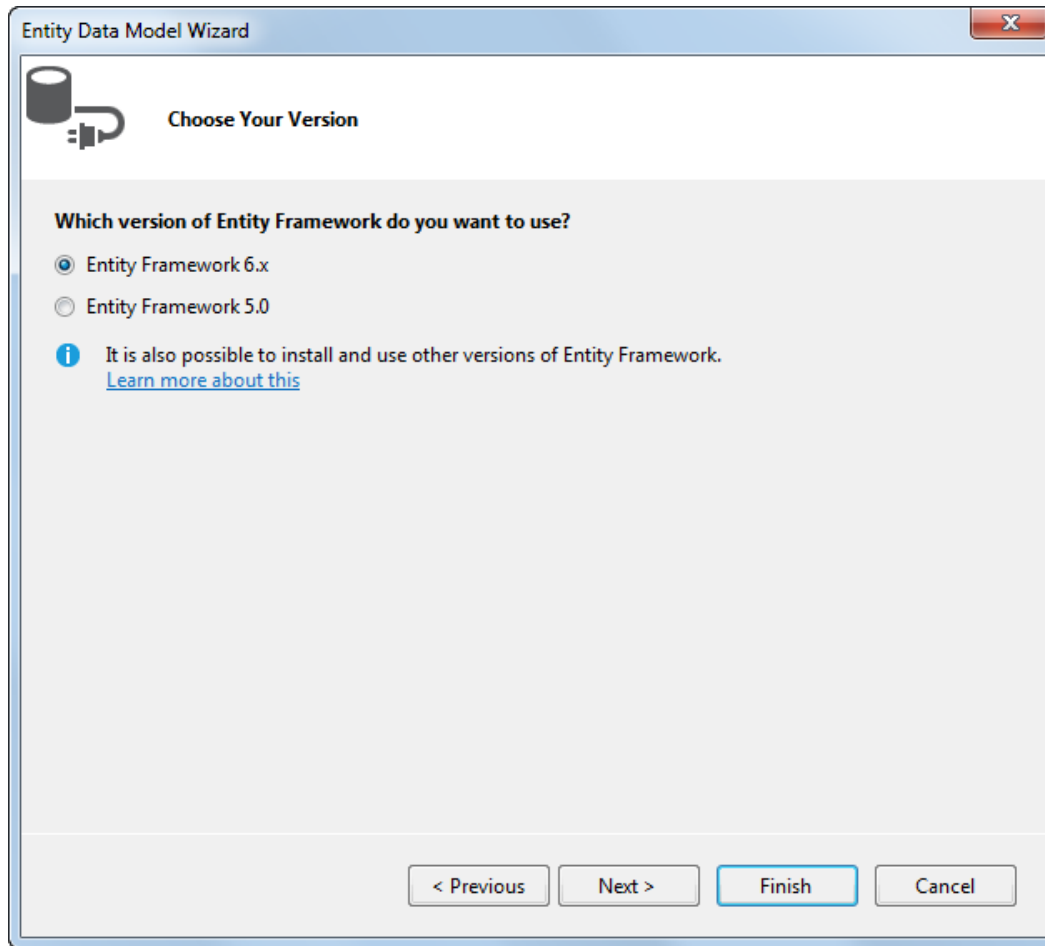 Entity Data Model Wizard
Choose Your Version
Which version of Entity Framework do you want to use?
Entity Framework 6.x
Entity Framework 5.0
It is also possible to install and use other versions of Entity Framework.
Learn more about this
< Previous
Next >
Finish
Cancel